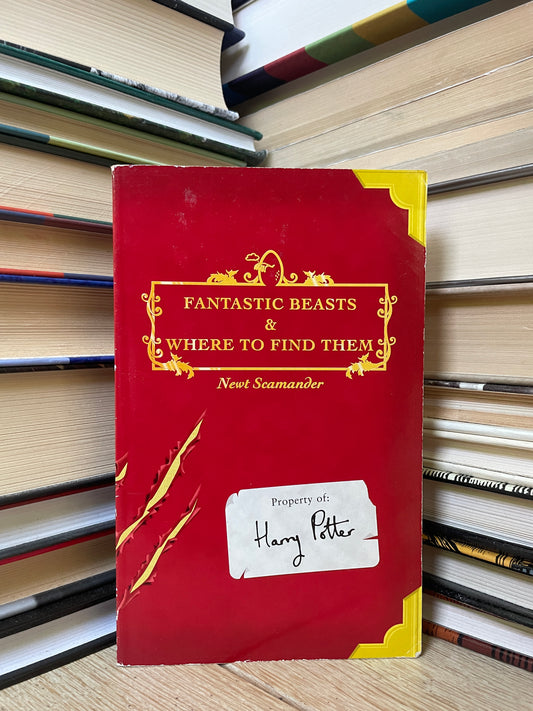 FANTASTIC BEASTS
&
WHERE TO FIND THEM
Newt Scamander
Property of:
Harry Potter